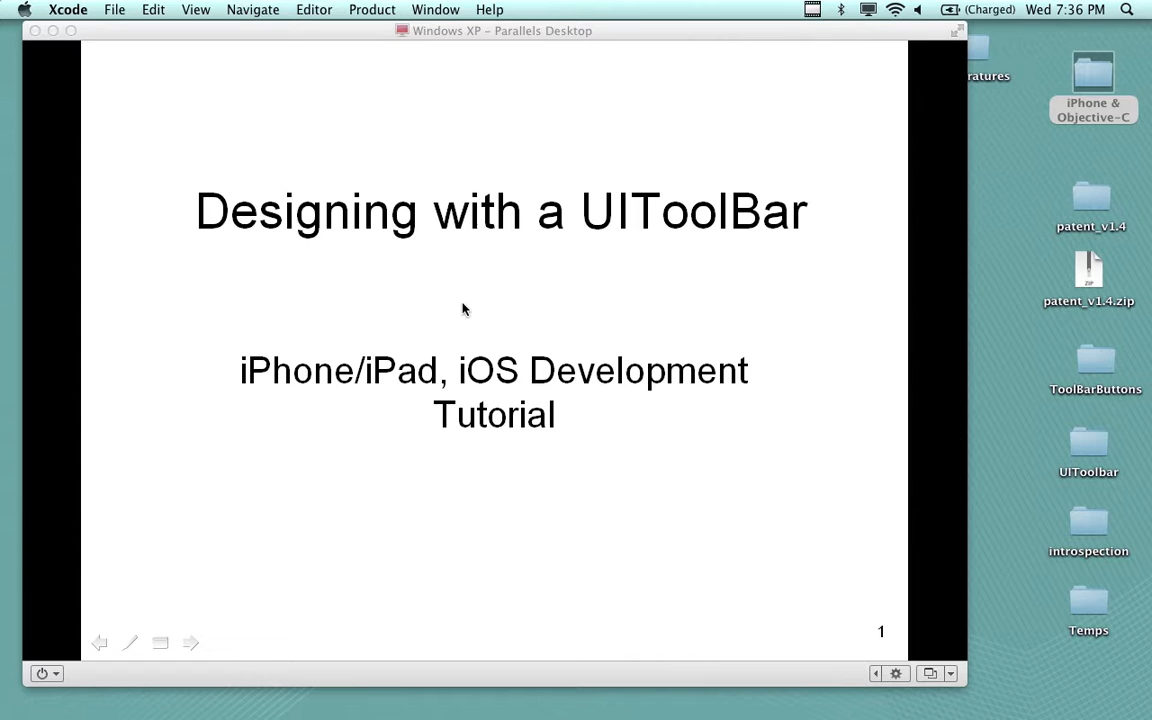 Xcode File Edit View Navigate Editor Product Window Help (Charged) Wed 7:36 PM
Windows XP – Parallels Desktop
ratures
iPhone &
Objective-C
Designing with a UIToolBar
patent_v1.4
ZIP
patent_v1.4.zip
iPhone/iPad, iOS Development
Tutorial
ToolBarButtons
UIToolbar
introspection
Temps
1